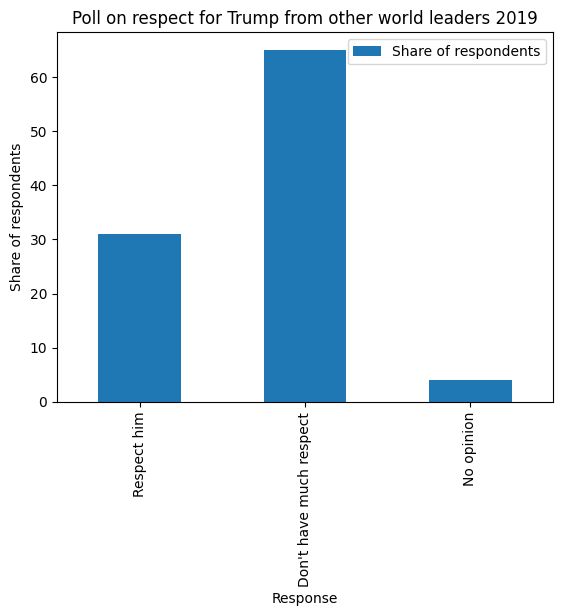 Poll on respect for Trump from other world leaders 2019
Share of respondents
Share of respondents
60
50
40
30
20
10
0
Respect him
Don't have much respect
No opinion
Response